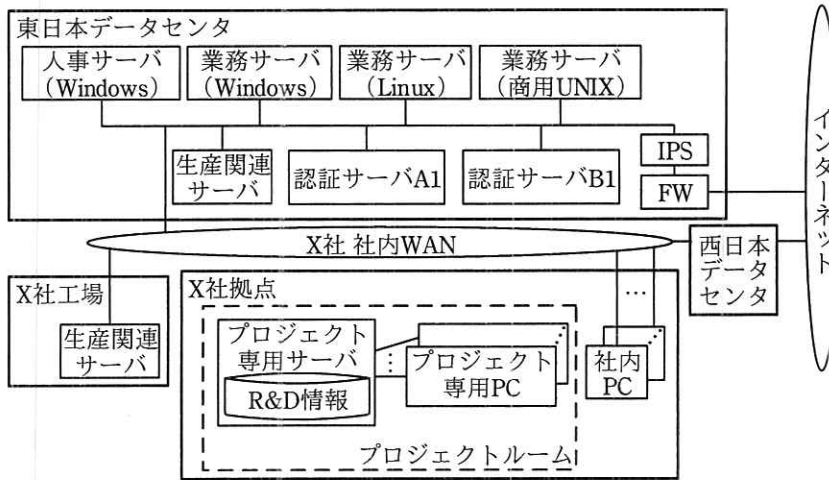 東日本データセンタ
人事サーバ
（Windows）
業務サーバ
（Windows）
業務サーバ
（Linux）
業務サーバ
（商用UNIX）
生産関連
サーバ
認証サーバA1
認証サーバB1
IPS
FW
インターネット
X社 社内WAN
西日本
データ
センタ
X社工場
生産関連
サーバ
X社拠点
プロジェクト
専用サーバ
R&D情報
プロジェクト
専用PC
社内
PC
プロジェクトルーム